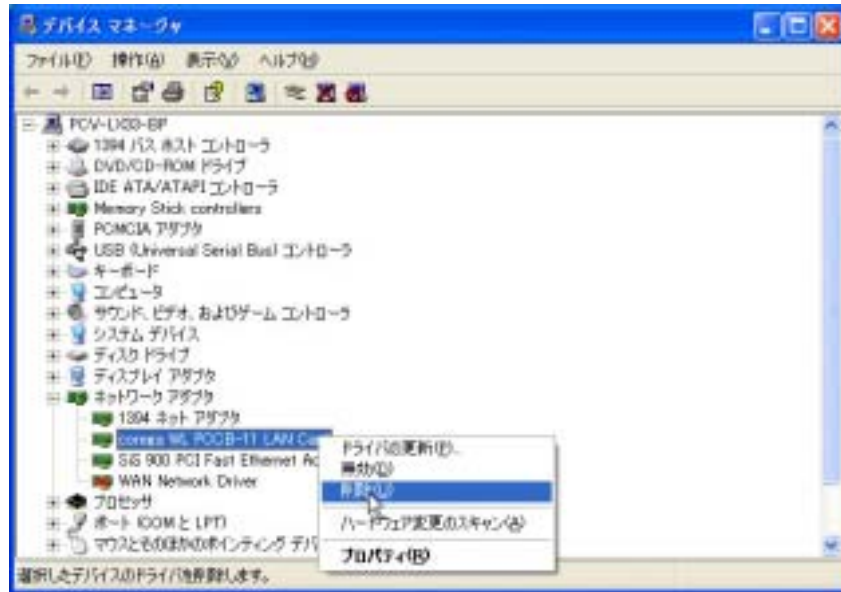 デバイス マネージャ
ファイル(F) 操作(A) 表示(V) ヘルプ(H)
PCV-LX03-BP
1394 バス ホスト コントローラ
DVD/CD-ROM ドライブ
IDE ATA/ATAPI コントローラ
Memory Stick controllers
PCMCIA アダプタ
USB (Universal Serial Bus) コントローラ
キーボード
コンピュータ
サウンド、ビデオ、およびゲーム コントローラ
システム デバイス
ディスク ドライブ
ディスプレイ アダプタ
ネットワーク アダプタ
1394 ネット アダプタ
WL PCCB-11 LAN
SiS 900 PCI Fast Ethernet
WAN Network Driver
プロセッサ
ポート (COM と LPT)
マウスとそのほかのポインティング デバ
ドライバの更新(P)...
無効(D)
削除(U)
ハードウェア変更のスキャン(A)
プロパティ(R)
選択したデバイスのドライバを削除します。